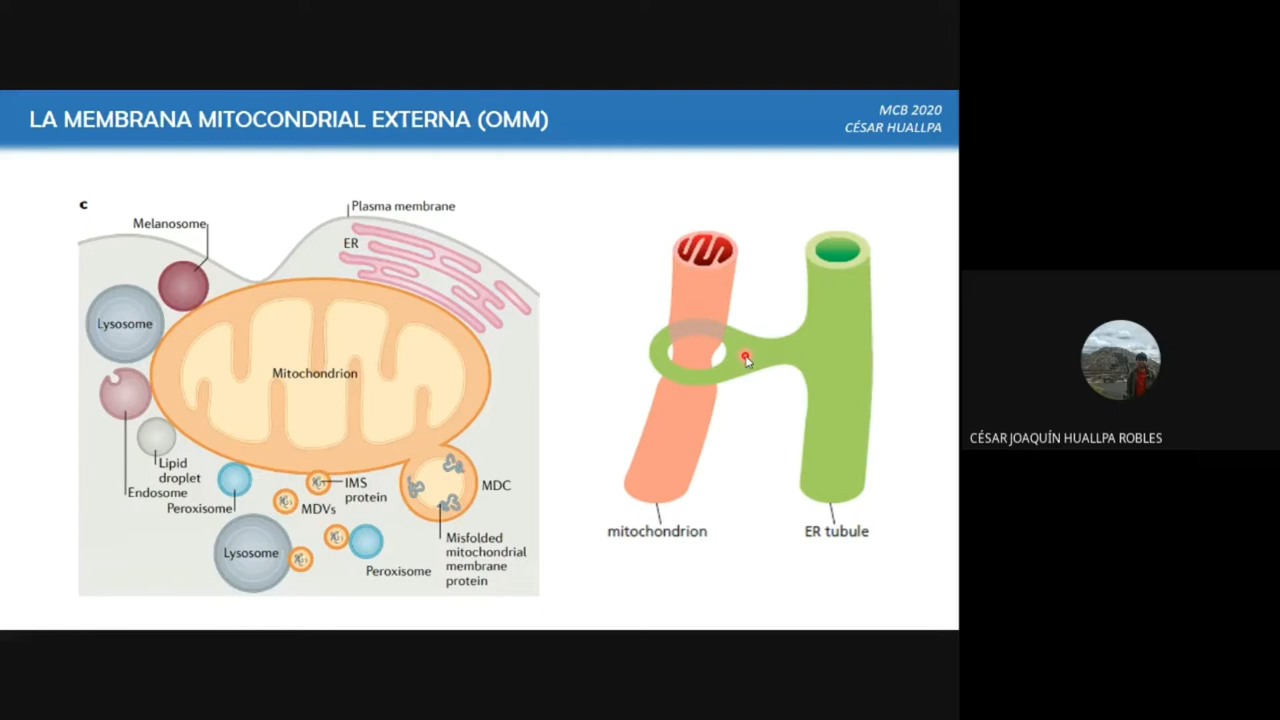 LA MEMBRANA MITOCONDRIAL EXTERNA (OMM)
MCB 2020
CÉSAR HUALLPA
c
Plasma membrane
Melanosome
ER
Lysosome
Mitochondrion
Lipid
droplet
Endosome
Peroxisome
IMS
protein
MDVs
MDC
Lysosome
Peroxisome
Misfolded
mitochondrial
membrane
protein
mitochondrion
ER tubule
CÉSAR JOAQUÍN HUALLPA ROBLES